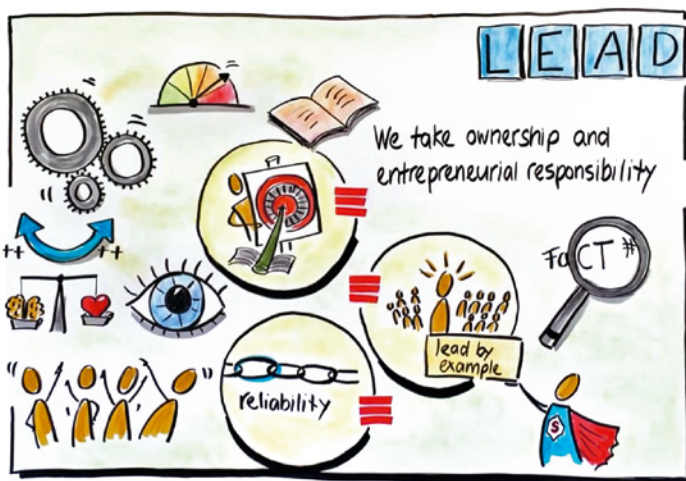 LEAD
We take ownership and
entrepreneurial responsibility
FaCT *
lead by
example
reliability
S